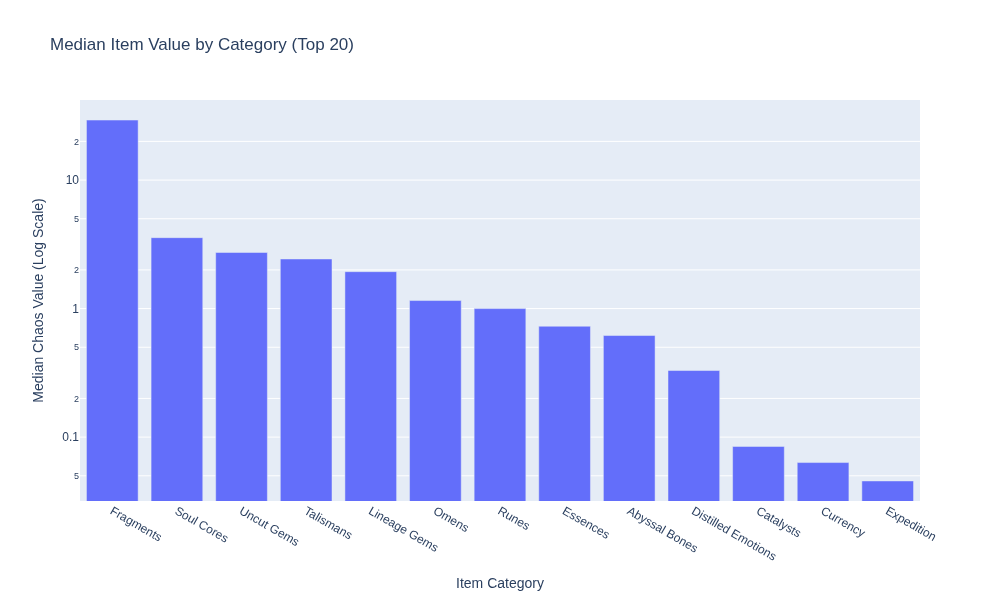 Median Item Value by Category (Top 20)
Median Chaos Value (Log Scale)
2
10
5
2
1
5
2
0.1
5
Fragments
Soul Cores
Uncut Gems
Talismans
Lineage Gems
Omens
Runes
Essences
Abyssal Bones
Distilled Emotions
Catalysts
Currency
Expedition
Item Category